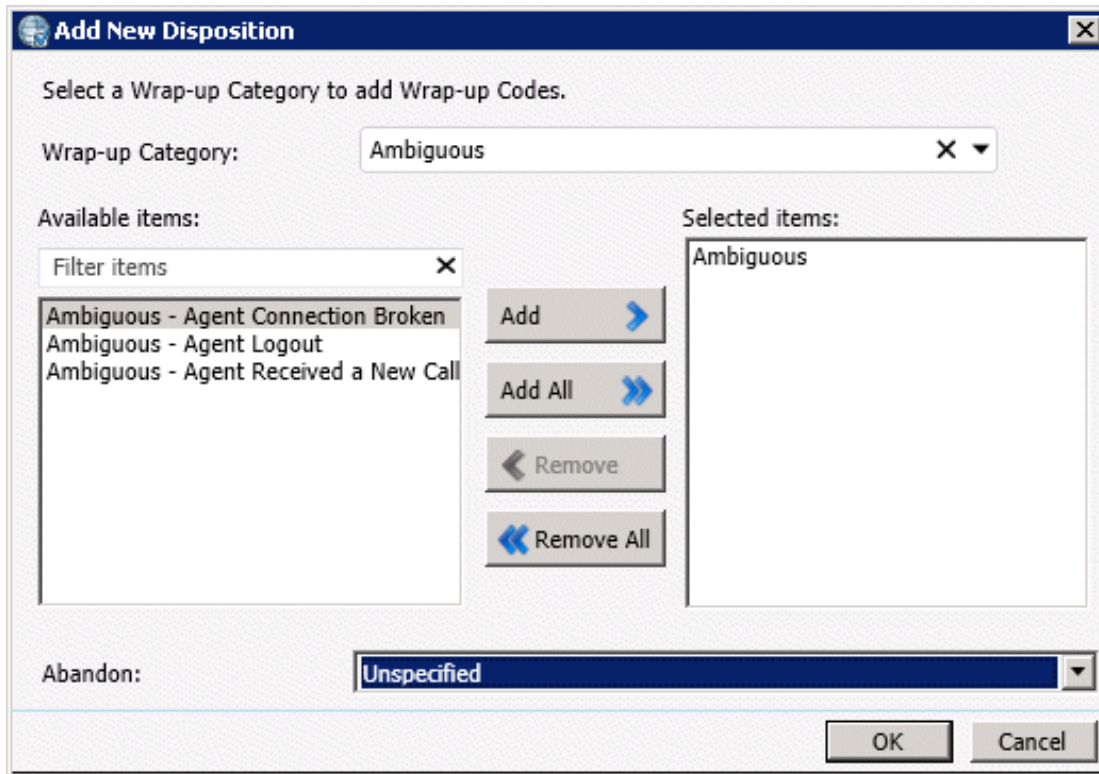 Add New Disposition
Select a Wrap-up Category to add Wrap-up Codes.
Wrap-up Category:
Ambiguous
Available items:
Selected items:
Filter items
Ambiguous
Ambiguous - Agent Connection Broken
Ambiguous - Agent Logout
Ambiguous - Agent Received a New Call
Add
Add All
Remove
Remove All
Abandon:
Unspecified
OK
Cancel